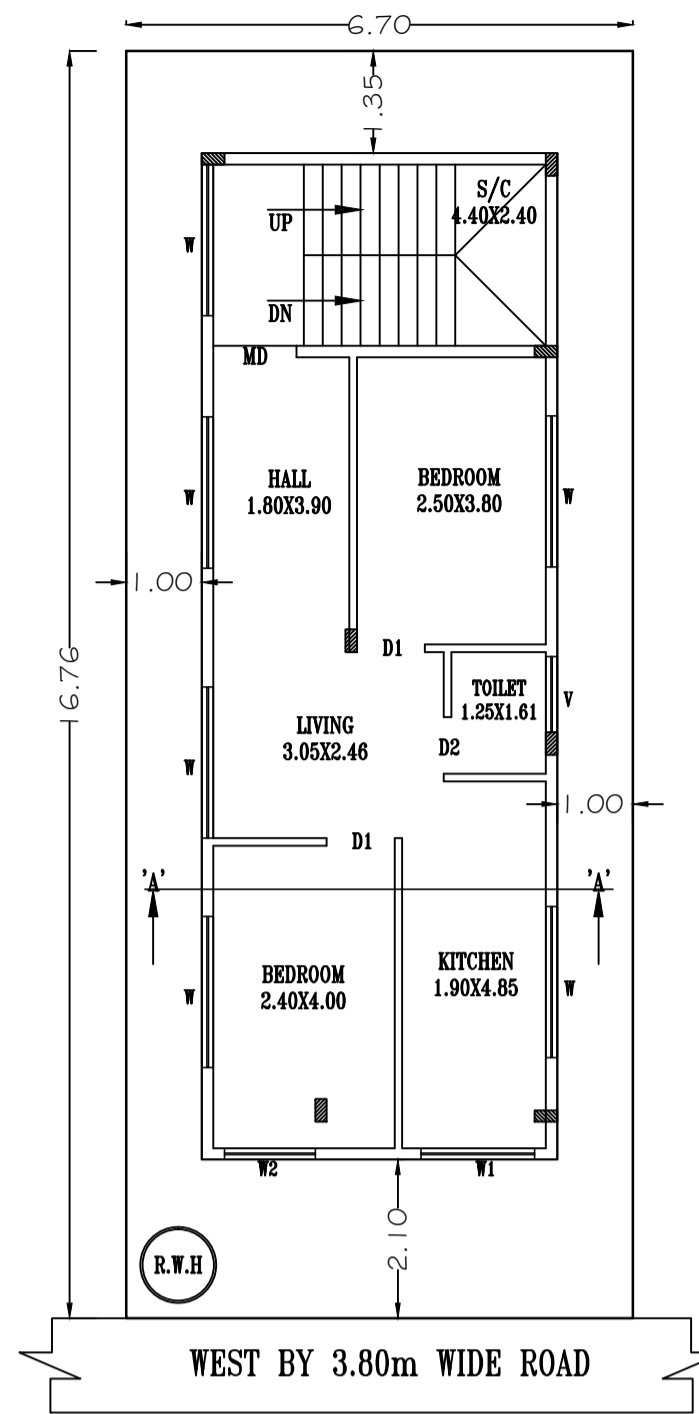 6.70
1.35
S/C
4.40X2.40
UP
W
DN
MD
HALL
1.80X3.90
BEDROOM
2.50X3.80
W
W
1.00
16.76
D1
TOILET
1.25X1.61
V
LIVING
3.05X2.46
D2
W
1.00
D1
'A'
'A'
BEDROOM
2.40X4.00
KITCHEN
1.90X4.85
W
W
W2
W1
2.10
R.W.H
WEST BY 3.80m WIDE ROAD